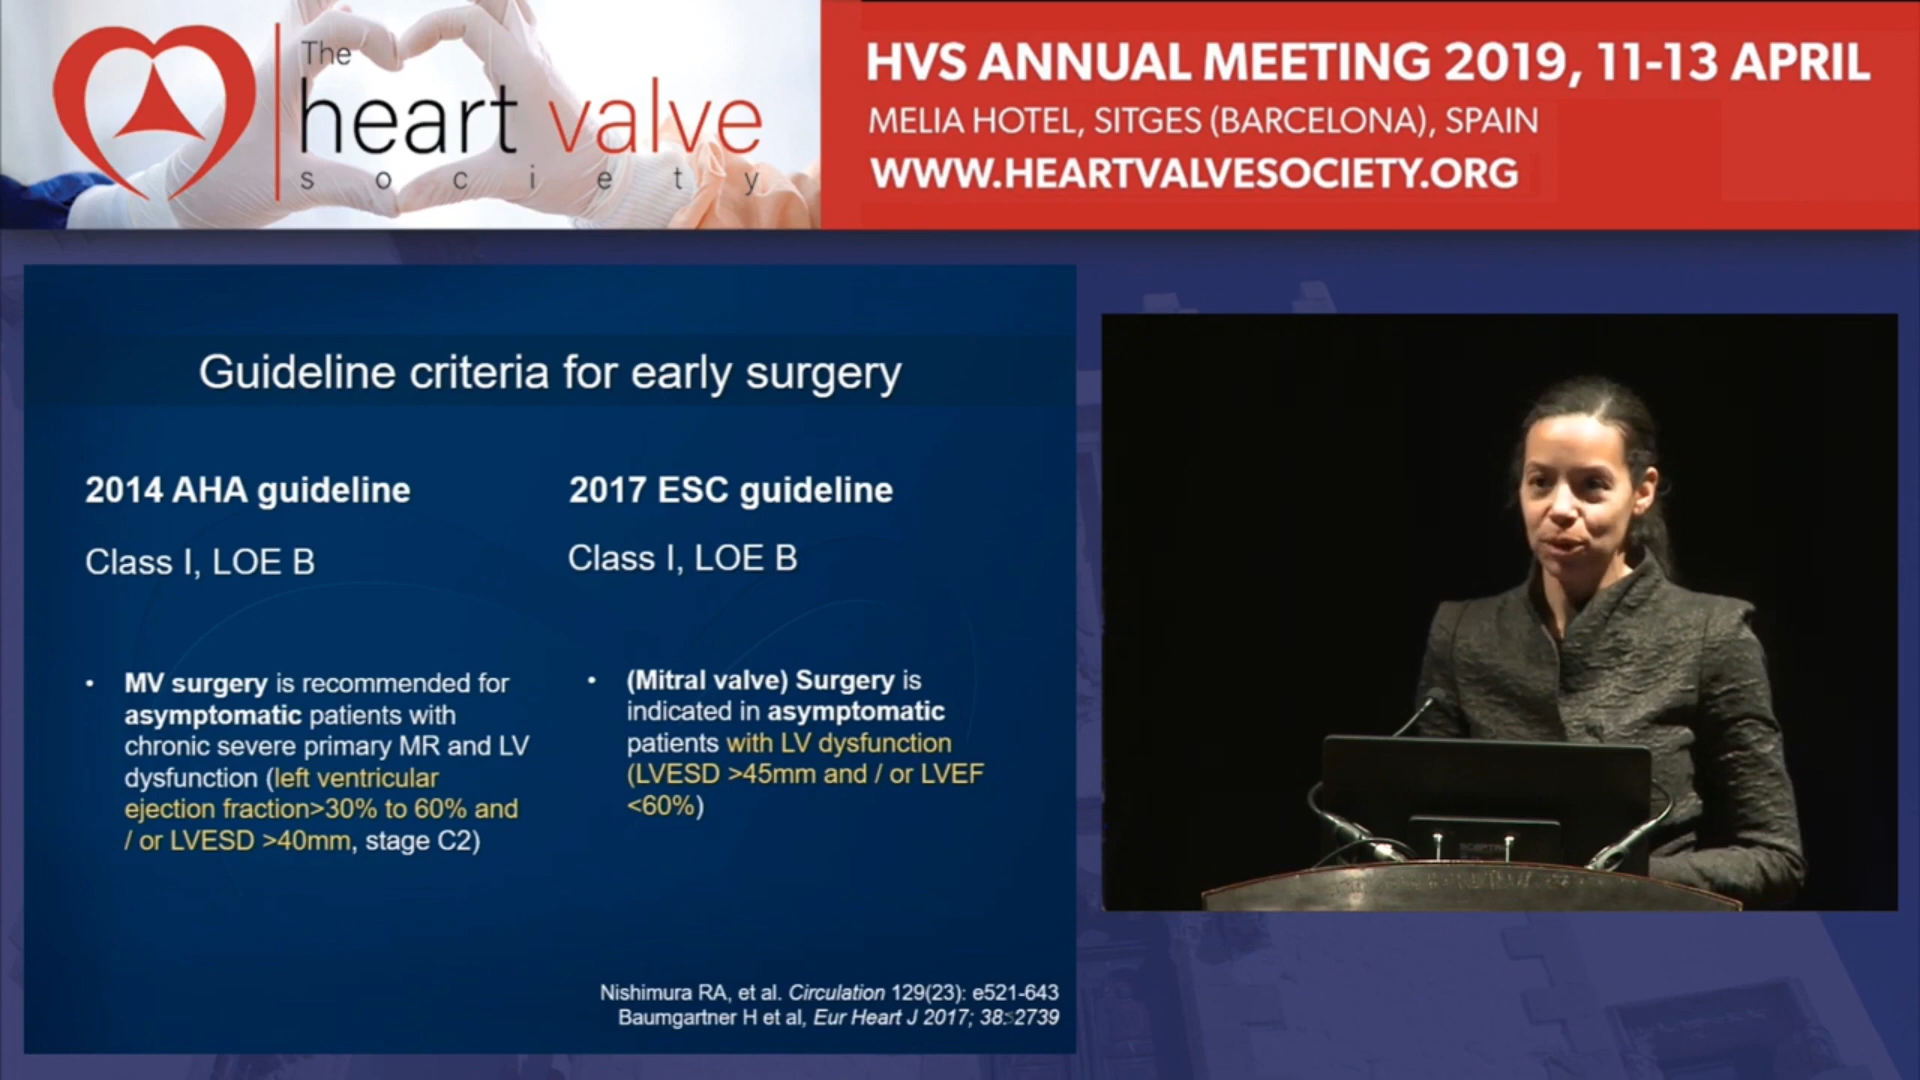 The
heart valve
society
HVS ANNUAL MEETING 2019, 11-13 APRIL
MELIA HOTEL, SITGES (BARCELONA), SPAIN
WWW.HEARTVALVESOCIETY.ORG
Guideline criteria for early surgery
2014 AHA guideline
Class I, LOE B
• MV surgery is recommended for
asymptomatic patients with
chronic severe primary MR and LV
dysfunction (left ventricular
ejection fraction>30% to 60% and
/ or LVESD >40mm, stage C2)
2017 ESC guideline
Class I, LOE B
• (Mitral valve) Surgery is
indicated in asymptomatic
patients with LV dysfunction
(LVESD >45mm and / or LVEF
<60%)
Nishimura RA, et al. Circulation 129(23): e521-643
Baumgartner H et al, Eur Heart J 2017; 38:2739